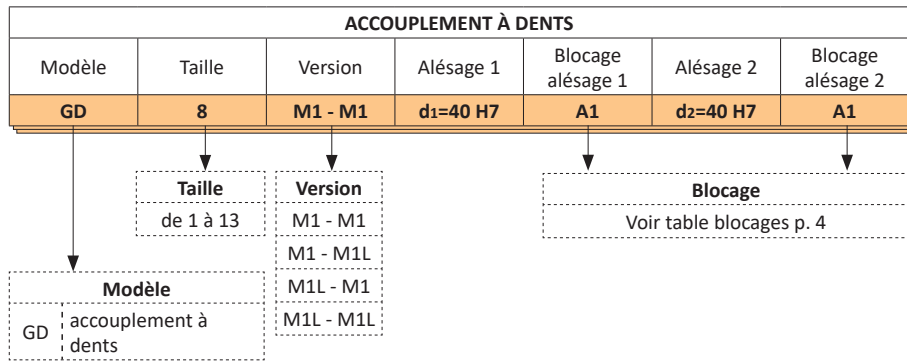 ACCOUPLEMENT À DENTS
Modèle Taille Version Alésage 1 Blocage alésage 1 Alésage 2 Blocage alésage 2
GD 8 M1 - M1 d1=40 H7 A1 d2=40 H7 A1
Taille
de 1 à 13
Version
M1 - M1
M1 - M1L
M1L - M1
M1L - M1L
Blocage
Voir table blocages p. 4
Modèle
GD accouplement à
dents